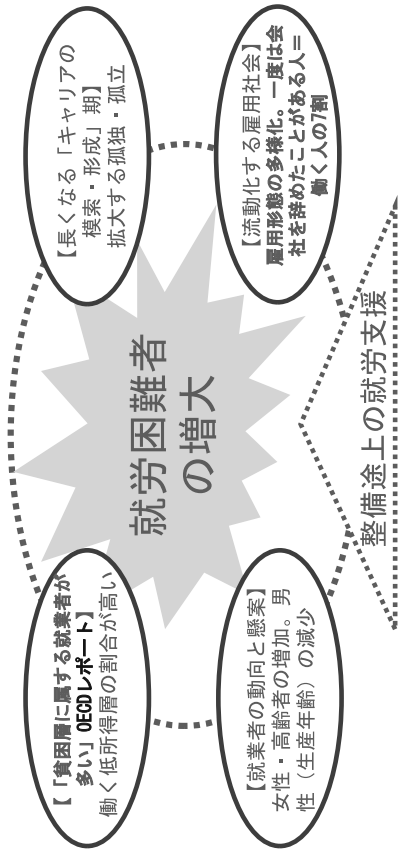 【「貧困層に属する就業者が
多い」OECDレポート】
働く低所得層の割合が高い
【長くなる「キャリアの
模索・形成」期】
拡大する孤独・孤立
就労困難者
の増大
【就業者の動向と懸案】
女性・高齢者の増加。男
性（生産年齢）の減少
【流動化する雇用社会】
雇用形態の多様化。一度は会
社を辞めたことがある人＝
働く人の7割
整備途上の就労支援